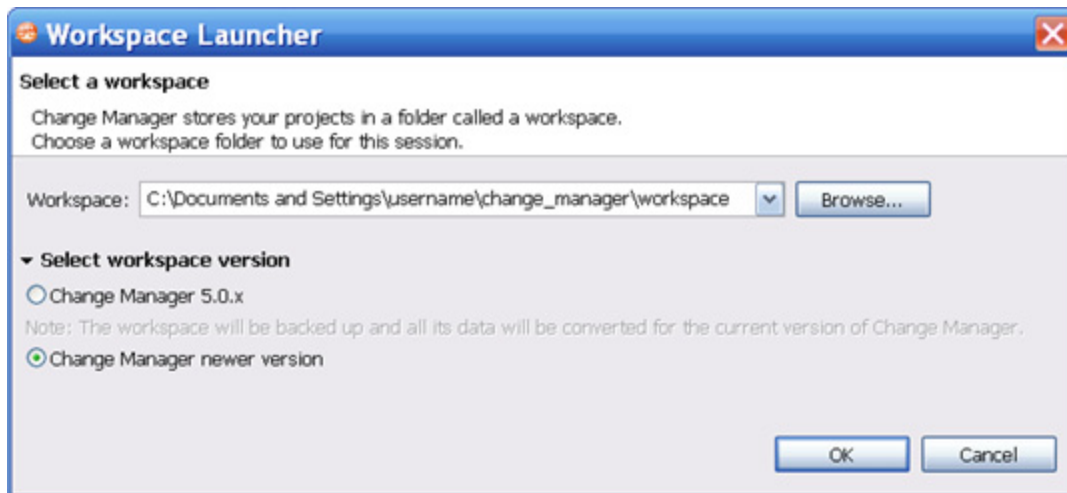 Workspace Launcher
Select a workspace
Change Manager stores your projects in a folder called a workspace.
Choose a workspace folder to use for this session.
Workspace: C:\Documents and Settings\username\change_manager\workspace Browse...
Select workspace version
Change Manager 5.0.x
Note: The workspace will be backed up and all its data will be converted for the current version of Change Manager.
Change Manager newer version
OK Cancel